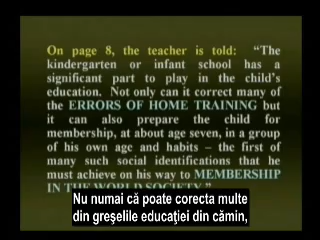 On page 8, the teacher is told: "The
kindergarten or infant school has a
significant part to play in the child's
education. Not only can it correct many of
the ERRORS OF HOME TRAINING but
it can also prepare the child for
membership, at about age seven, in a group
of his own age and habits – the first of
many such social identifications that he
must achieve on his way to MEMBERSHIP
IN THE WORLD SOCIETY."
Nu numai că poate corecta multe
din greşelile educaţiei din cămin,